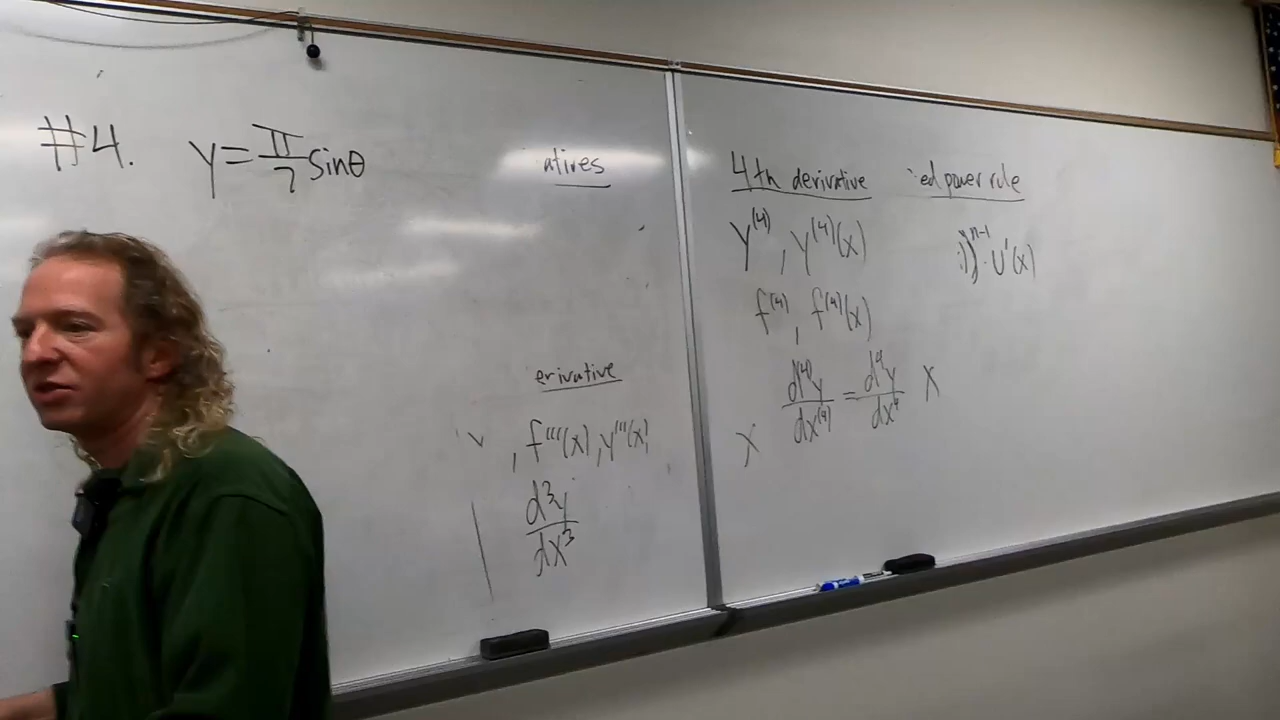 #4. y = π/7 sinθ
atives
erivative
, f'''(x), y'''(x)
d³y/dx³
4th derivative
y⁽⁴⁾, y⁽⁴⁾(x)
f⁽⁴⁾, f⁽⁴⁾(x)
d⁽⁴⁾y/dx⁽⁴⁾ = d⁴y/dx⁴ X
X
ed power rule
))ⁿ⁻¹ · u'(x)